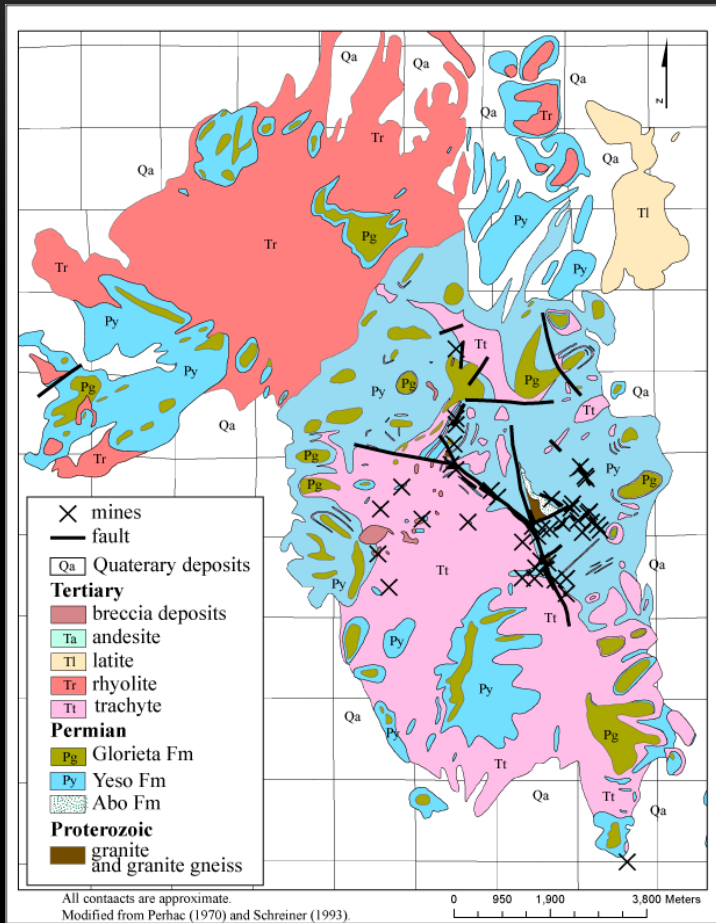 Qa
Qa
Qa
N
Qa
Tr
Tr
Qa
Qa
Tl
Tr
Pg
Py
Tr
Py
Py
Tt
Py
Pg
Py
Pg
Pg
Qa
Qa
Tt
Tr
Pg
Py
Pg
Pg
Tt
Qa
Py
Tt
Py
Py
Qa
Py
Pg
Tt
Qa
Tt
Qa
mines
fault
Qa Quaterary deposits
Tertiary
breccia deposits
Ta andesite
Tl latite
Tr rhyolite
Tt trachyte
Permian
Pg Glorieta Fm
Py Yeso Fm
Abo Fm
Proterozoic
granite
and granite gneiss
All contaacts are approximate.
Modified from Perhac (1970) and Schreiner (1993).
0 950 1,900 3,800 Meters